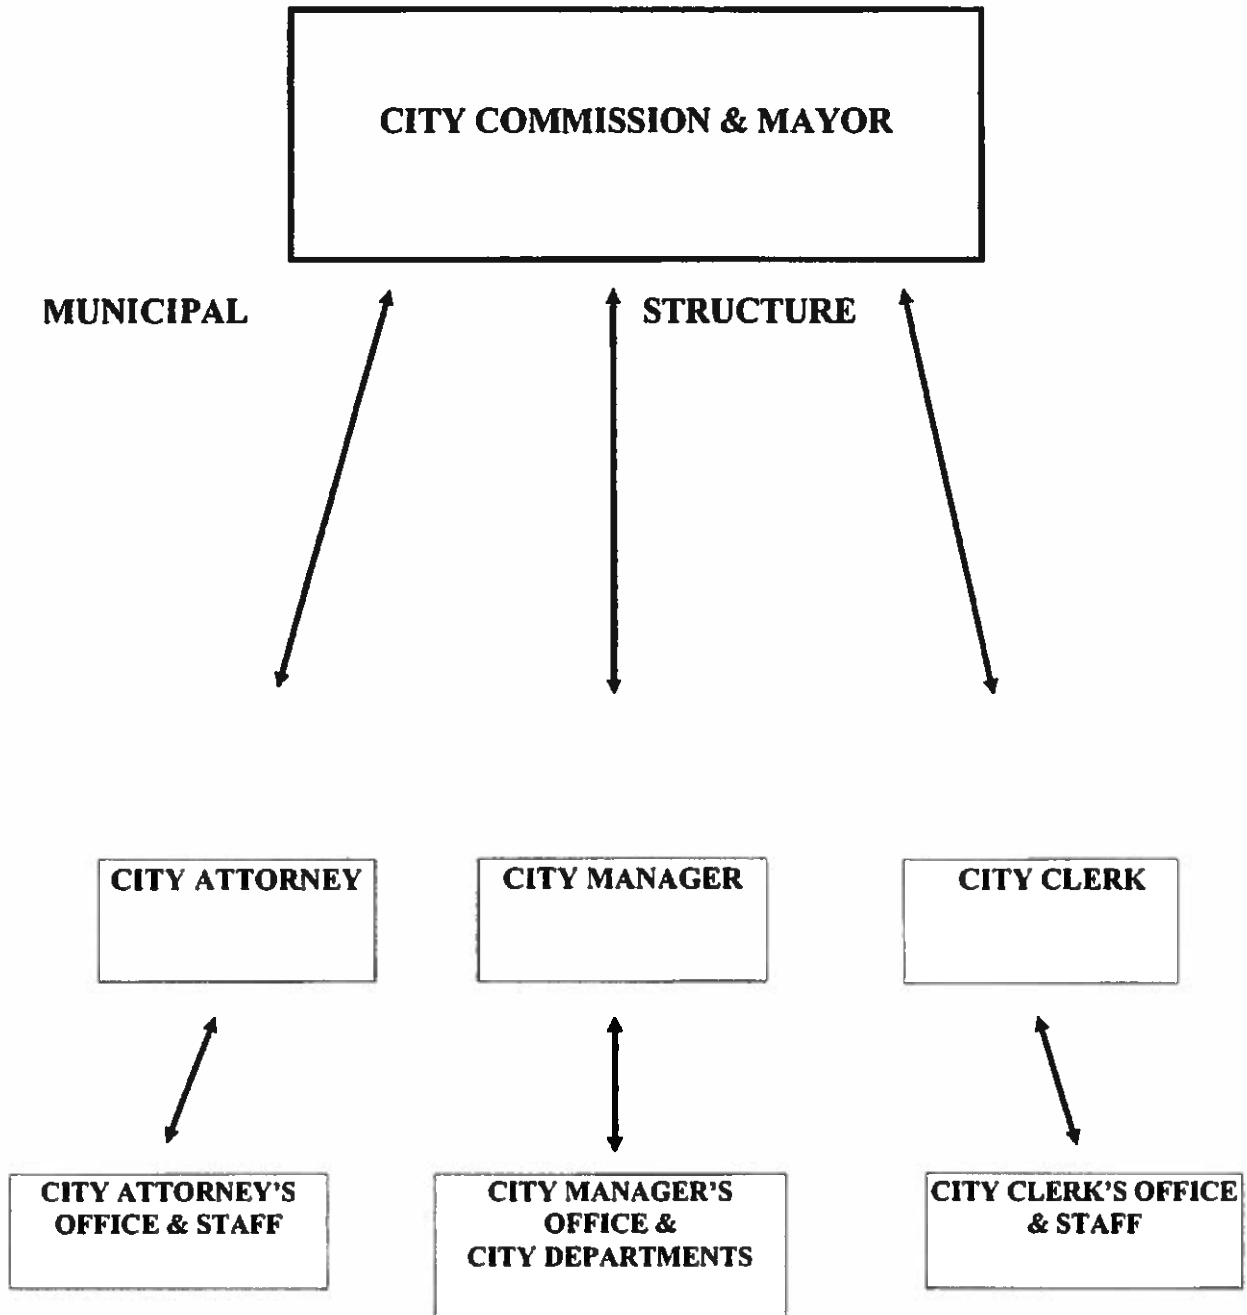 CITY COMMISSION & MAYOR
MUNICIPAL STRUCTURE
CITY ATTORNEY
CITY MANAGER
CITY CLERK
CITY ATTORNEY'S
OFFICE & STAFF
CITY MANAGER'S
OFFICE &
CITY DEPARTMENTS
CITY CLERK'S OFFICE
& STAFF